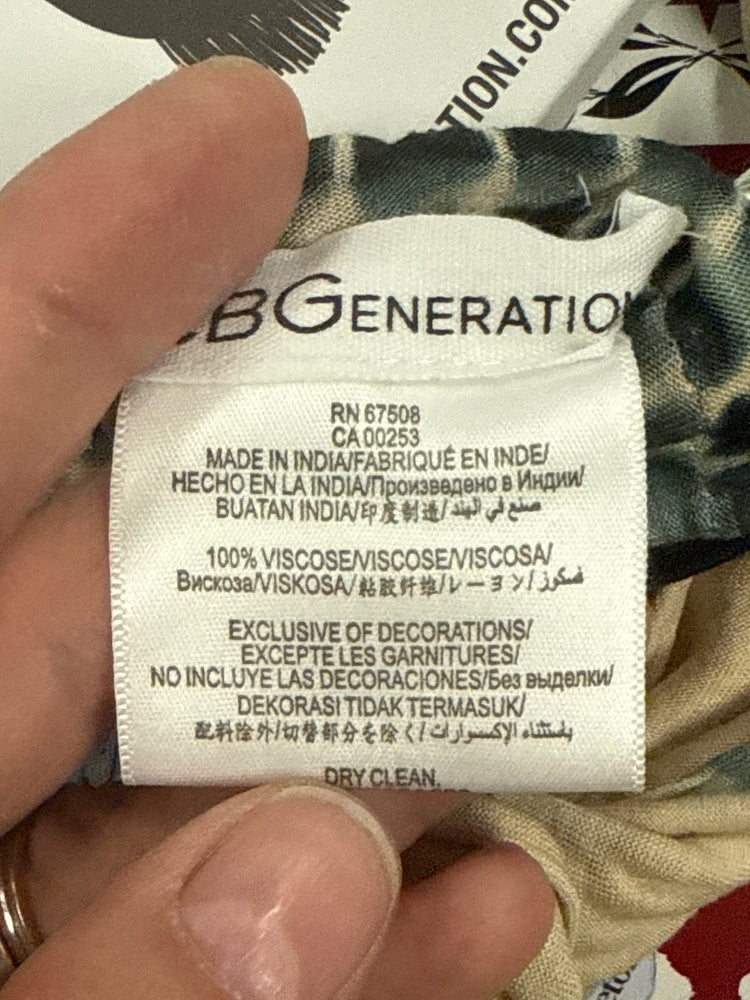 TION.CO
BGENERATIO
RN 67508
CA 00253
MADE IN INDIA/FABRIQUÉ EN INDE/
HECHO EN LA INDIA/Произведено в Индии/
BUATAN INDIA/印度制造/صنع في الهند
100% VISCOSE/VISCOSE/VISCOSA/
Вискоза/VISKOSA/粘胶纤维/レーヨン/فسكوز
EXCLUSIVE OF DECORATIONS/
EXCEPTE LES GARNITURES/
NO INCLUYE LAS DECORACIONES/Без выделки/
DEKORASI TIDAK TERMASUK/
配料除外/切替部分を除く/باستثناء الإكسسوارات
DRY CLEAN.